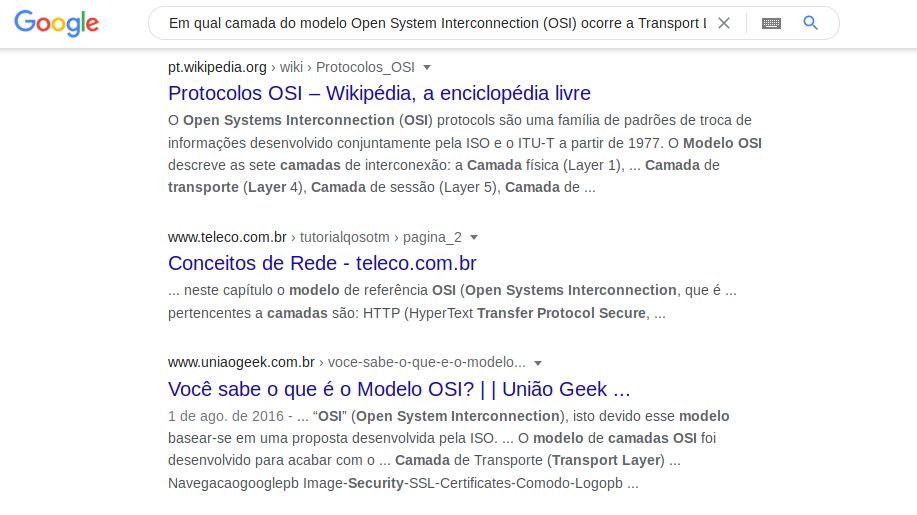 Google
Em qual camada do modelo Open System Interconnection (OSI) ocorre a Transport L
pt.wikipedia.org › wiki › Protocolos_OSI
Protocolos OSI – Wikipédia, a enciclopédia livre
O Open Systems Interconnection (OSI) protocols são uma família de padrões de troca de
informações desenvolvido conjuntamente pela ISO e o ITU-T a partir de 1977. O Modelo OSI
descreve as sete camadas de interconexão: a Camada física (Layer 1), ... Camada de
transporte (Layer 4), Camada de sessão (Layer 5), Camada de ...
www.teleco.com.br › tutorialqosotm › pagina_2
Conceitos de Rede - teleco.com.br
... neste capítulo o modelo de referência OSI (Open Systems Interconnection, que é ...
pertencentes a camadas são: HTTP (HyperText Transfer Protocol Secure, ...
www.uniaogeek.com.br › voce-sabe-o-que-e-o-modelo...
Você sabe o que é o Modelo OSI? | | União Geek ...
1 de ago. de 2016 - ... “OSI” (Open System Interconnection), isto devido esse modelo
basear-se em uma proposta desenvolvida pela ISO. ... O modelo de camadas OSI foi
desenvolvido para acabar com o ... Camada de Transporte (Transport Layer) ...
Navegacaogooglepb Image-Security-SSL-Certificates-Comodo-Logopb ...